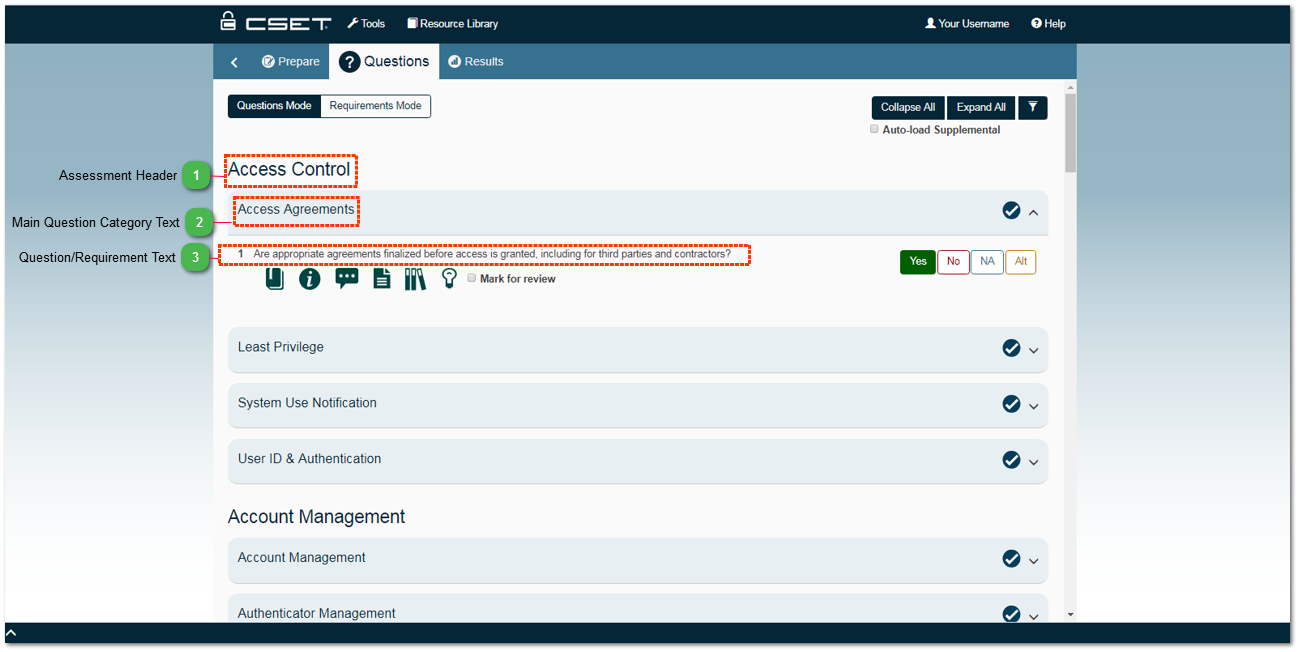 CSET Tools Resource Library Your Username Help
Prepare ? Questions Results
Questions Mode Requirements Mode Collapse All Expand All
Auto-load Supplemental
Assessment Header 1 Access Control
Main Question Category Text 2 Access Agreements
Question/Requirement Text 3 1 Are appropriate agreements finalized before access is granted, including for third parties and contractors? Yes No NA Alt
Mark for review
Least Privilege
System Use Notification
User ID & Authentication
Account Management
Account Management
Authenticator Management